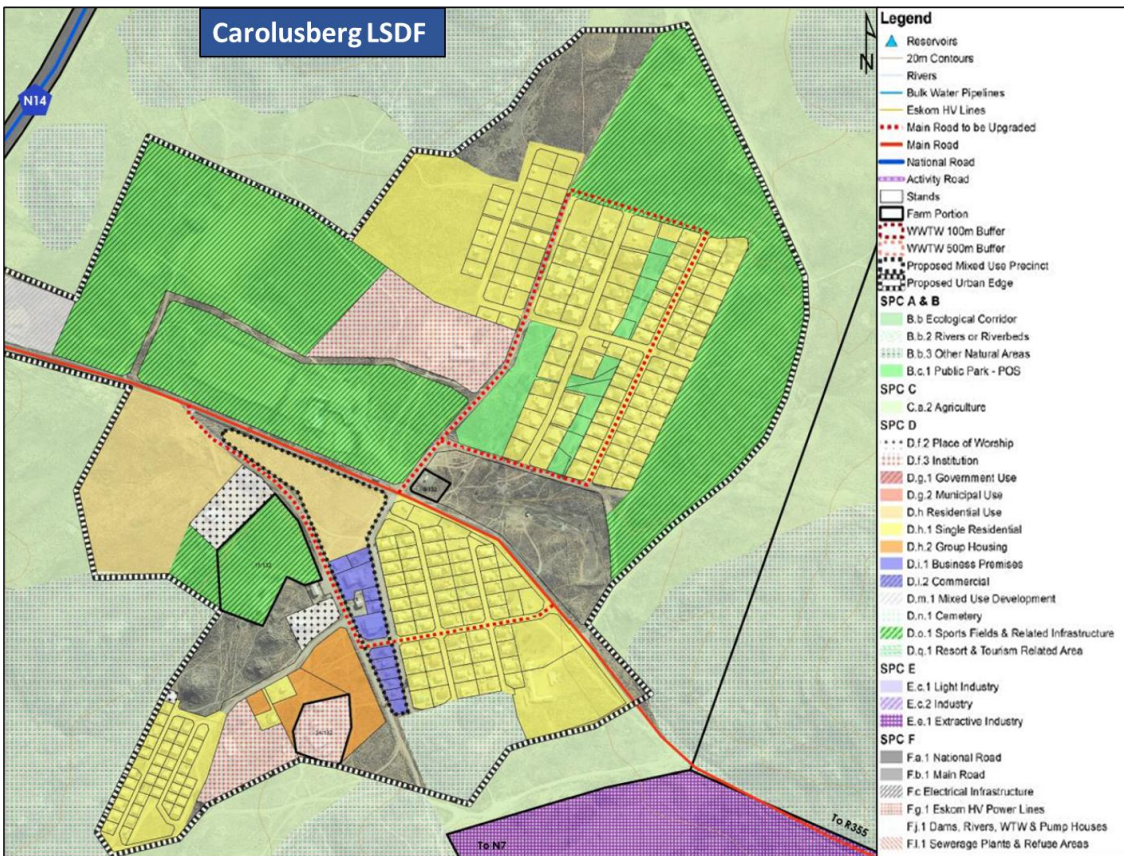 Carolusberg LSDF
N14
N
To N7
To R355
11/132
24/132
Legend
Reservoirs
20m Contours
Rivers
Bulk Water Pipelines
Eskom HV Lines
Main Road to be Upgraded
Main Road
National Road
Activity Road
Stands
Farm Portion
WWTW 100m Buffer
WWTW 500m Buffer
Proposed Mixed Use Precinct
Proposed Urban Edge
SPC A & B
B.b Ecological Corridor
B.b.2 Rivers or Riverbeds
B.b.3 Other Natural Areas
B.c.1 Public Park - POS
SPC C
C.a.2 Agriculture
SPC D
D.f.2 Place of Worship
D.f.3 Institution
D.g.1 Government Use
D.g.2 Municipal Use
D.h Residential Use
D.h.1 Single Residential
D.h.2 Group Housing
D.i.1 Business Premises
D.i.2 Commercial
D.m.1 Mixed Use Development
D.n.1 Cemetery
D.o.1 Sports Fields & Related Infrastructure
D.q.1 Resort & Tourism Related Area
SPC E
E.c.1 Light Industry
E.c.2 Industry
E.e.1 Extractive Industry
SPC F
F.a.1 National Road
F.b.1 Main Road
F.c Electrical Infrastructure
F.g.1 Eskom HV Power Lines
F.j.1 Dams, Rivers, WTW & Pump Houses
F.l.1 Sewerage Plants & Refuse Areas